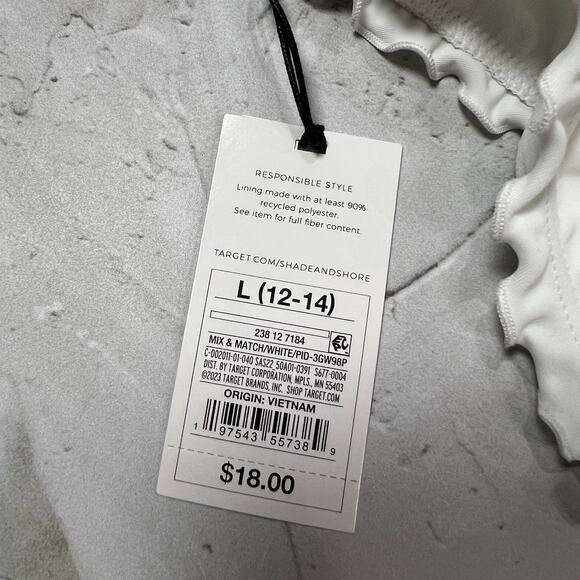 RESPONSIBLE STYLE
Lining made with at least 90%
recycled polyester.
See item for full fiber content.
TARGET.COM/SHADEANDSHORE
L (12-14)
238 12 7184
MIX & MATCH/WHITE/PID-3GW98P
C-002011-01-040 SAS22_50A01-0391 S677-0004
DIST. BY TARGET CORPORATION, MPLS., MN 55403
©2023 TARGET BRANDS, INC. SHOP TARGET.COM
ORIGIN: VIETNAM
1 97543 55738 9
$18.00